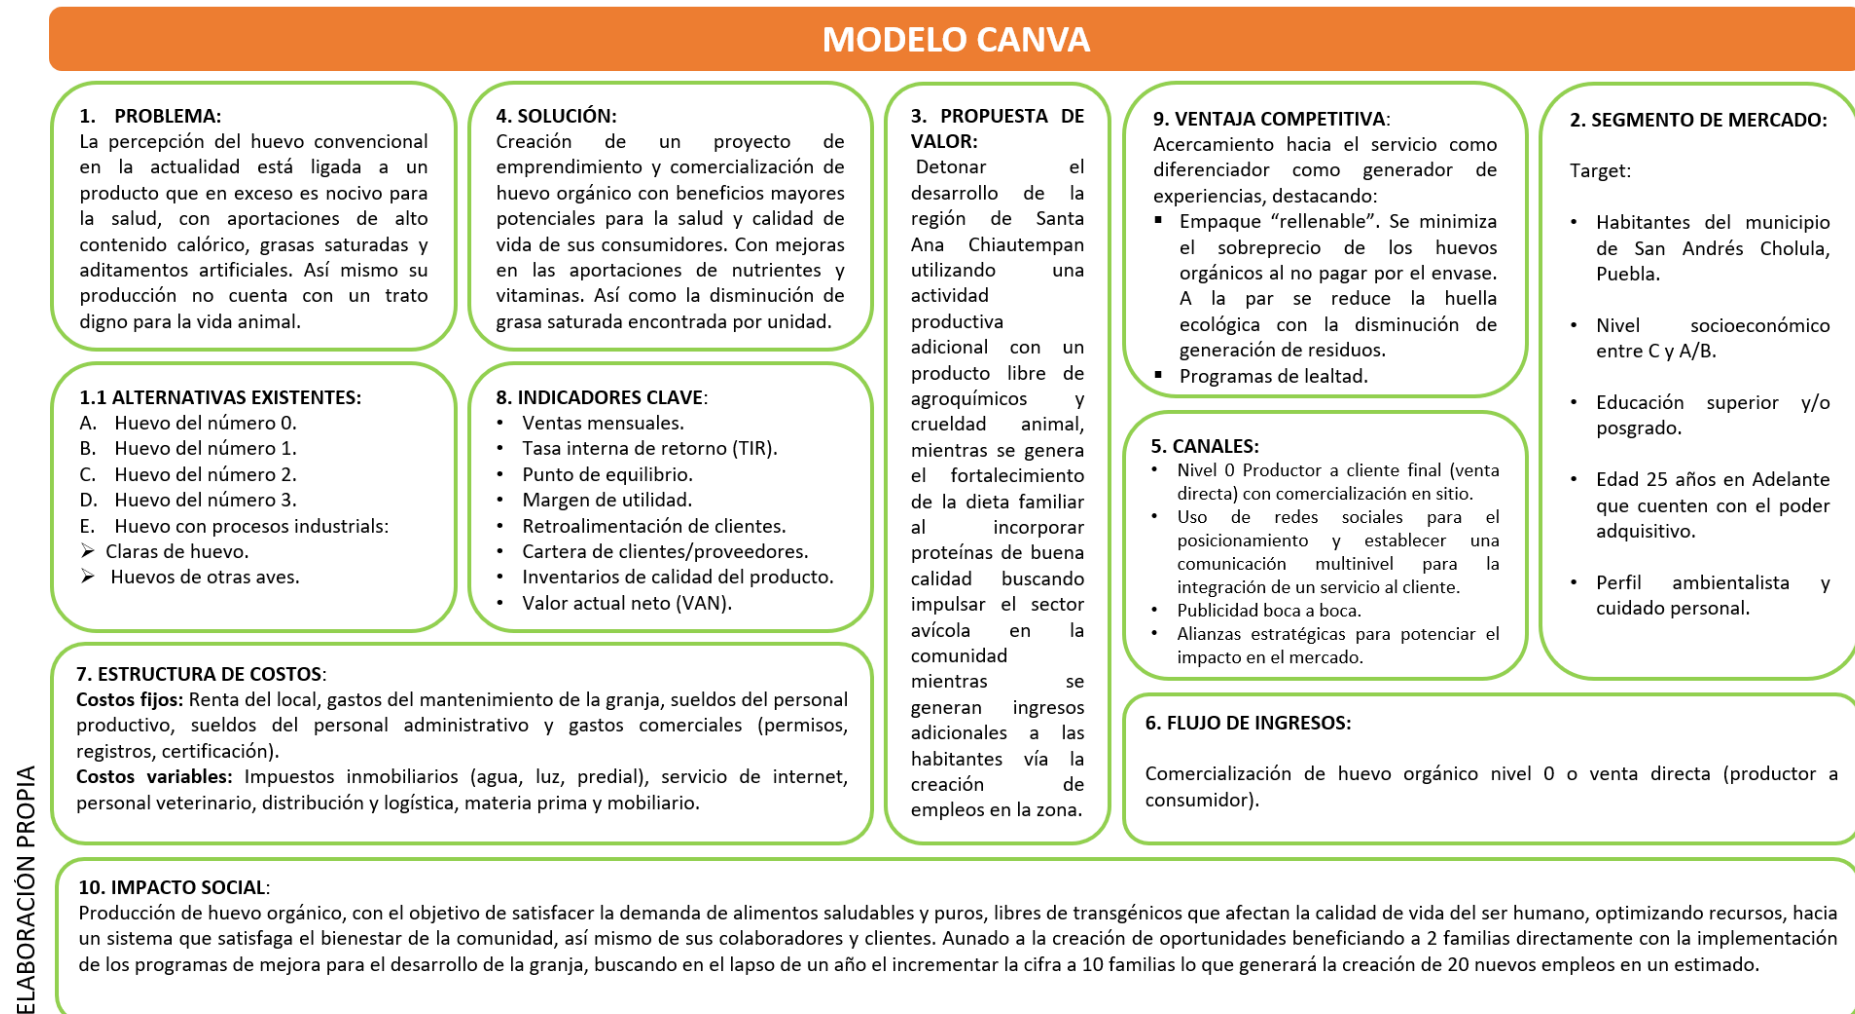 MODELO CANVA
1. PROBLEMA:
La percepción del huevo convencional
en la actualidad está ligada a un
producto que en exceso es nocivo para
la salud, con aportaciones de alto
contenido calórico, grasas saturadas y
aditamentos artificiales. Así mismo su
producción no cuenta con un trato
digno para la vida animal.
1.1 ALTERNATIVAS EXISTENTES:
A. Huevo del número 0.
B. Huevo del número 1.
C. Huevo del número 2.
D. Huevo del número 3.
E. Huevo con procesos industrials:
➢ Claras de huevo.
➢ Huevos de otras aves.
4. SOLUCIÓN:
Creación de un proyecto de
emprendimiento y comercialización de
huevo orgánico con beneficios mayores
potenciales para la salud y calidad de
vida de sus consumidores. Con mejoras
en las aportaciones de nutrientes y
vitaminas. Así como la disminución de
grasa saturada encontrada por unidad.
8. INDICADORES CLAVE:
• Ventas mensuales.
• Tasa interna de retorno (TIR).
• Punto de equilibrio.
• Margen de utilidad.
• Retroalimentación de clientes.
• Cartera de clientes/proveedores.
• Inventarios de calidad del producto.
• Valor actual neto (VAN).
3. PROPUESTA DE
VALOR:
Detonar el
desarrollo de la
región de Santa
Ana Chiautempan
utilizando una
actividad
productiva
adicional con un
producto libre de
agroquímicos y
crueldad animal,
mientras se genera
el fortalecimiento
de la dieta familiar
al incorporar
proteínas de buena
calidad buscando
impulsar el sector
avícola en la
comunidad
mientras se
generan ingresos
adicionales a las
habitantes vía la
creación de
empleos en la zona.
9. VENTAJA COMPETITIVA:
Acercamiento hacia el servicio como
diferenciador como generador de
experiencias, destacando:
▪ Empaque “rellenable”. Se minimiza
el sobreprecio de los huevos
orgánicos al no pagar por el envase.
A la par se reduce la huella
ecológica con la disminución de
generación de residuos.
▪ Programas de lealtad.
5. CANALES:
• Nivel 0 Productor a cliente final (venta
directa) con comercialización en sitio.
• Uso de redes sociales para el
posicionamiento y establecer una
comunicación multinivel para la
integración de un servicio al cliente.
• Publicidad boca a boca.
• Alianzas estratégicas para potenciar el
impacto en el mercado.
2. SEGMENTO DE MERCADO:
Target:
• Habitantes del municipio
de San Andrés Cholula,
Puebla.
• Nivel socioeconómico
entre C y A/B.
• Educación superior y/o
posgrado.
• Edad 25 años en Adelante
que cuenten con el poder
adquisitivo.
• Perfil ambientalista y
cuidado personal.
7. ESTRUCTURA DE COSTOS:
Costos fijos: Renta del local, gastos del mantenimiento de la granja, sueldos del personal
productivo, sueldos del personal administrativo y gastos comerciales (permisos,
registros, certificación).
Costos variables: Impuestos inmobiliarios (agua, luz, predial), servicio de internet,
personal veterinario, distribución y logística, materia prima y mobiliario.
6. FLUJO DE INGRESOS:
Comercialización de huevo orgánico nivel 0 o venta directa (productor a
consumidor).
10. IMPACTO SOCIAL:
Producción de huevo orgánico, con el objetivo de satisfacer la demanda de alimentos saludables y puros, libres de transgénicos que afectan la calidad de vida del ser humano, optimizando recursos, hacia
un sistema que satisfaga el bienestar de la comunidad, así mismo de sus colaboradores y clientes. Aunado a la creación de oportunidades beneficiando a 2 familias directamente con la implementación
de los programas de mejora para el desarrollo de la granja, buscando en el lapso de un año el incrementar la cifra a 10 familias lo que generará la creación de 20 nuevos empleos en un estimado.
ELABORACIÓN PROPIA